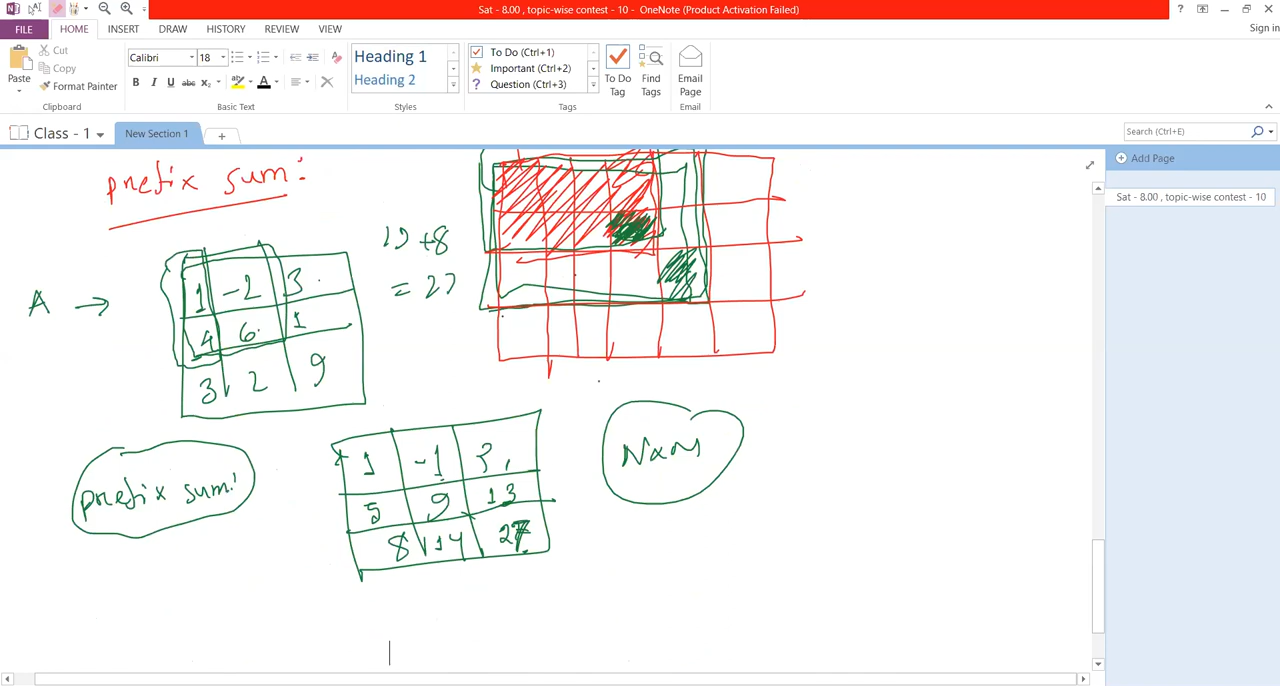 Sat - 8.00 , topic-wise contest - 10 - OneNote (Product Activation Failed)
FILE HOME INSERT DRAW HISTORY REVIEW VIEW Sign in
Paste
Cut
Copy
Format Painter
Clipboard
Calibri 18
B I U abc x₂ A
Basic Text
Heading 1
Heading 2
Styles
To Do (Ctrl+1)
Important (Ctrl+2)
Question (Ctrl+3)
Tags
To Do Tag
Find Tags
Email Page
Email
Class - 1
New Section 1
Search (Ctrl+E)
Add Page
Sat - 8.00 , topic-wise contest - 10
prefix sum:
A →
1 -2 3
4 6 1
3 2 9
19 +8
= 27
prefix sum:
1 -1
5 9 13
8 14 27